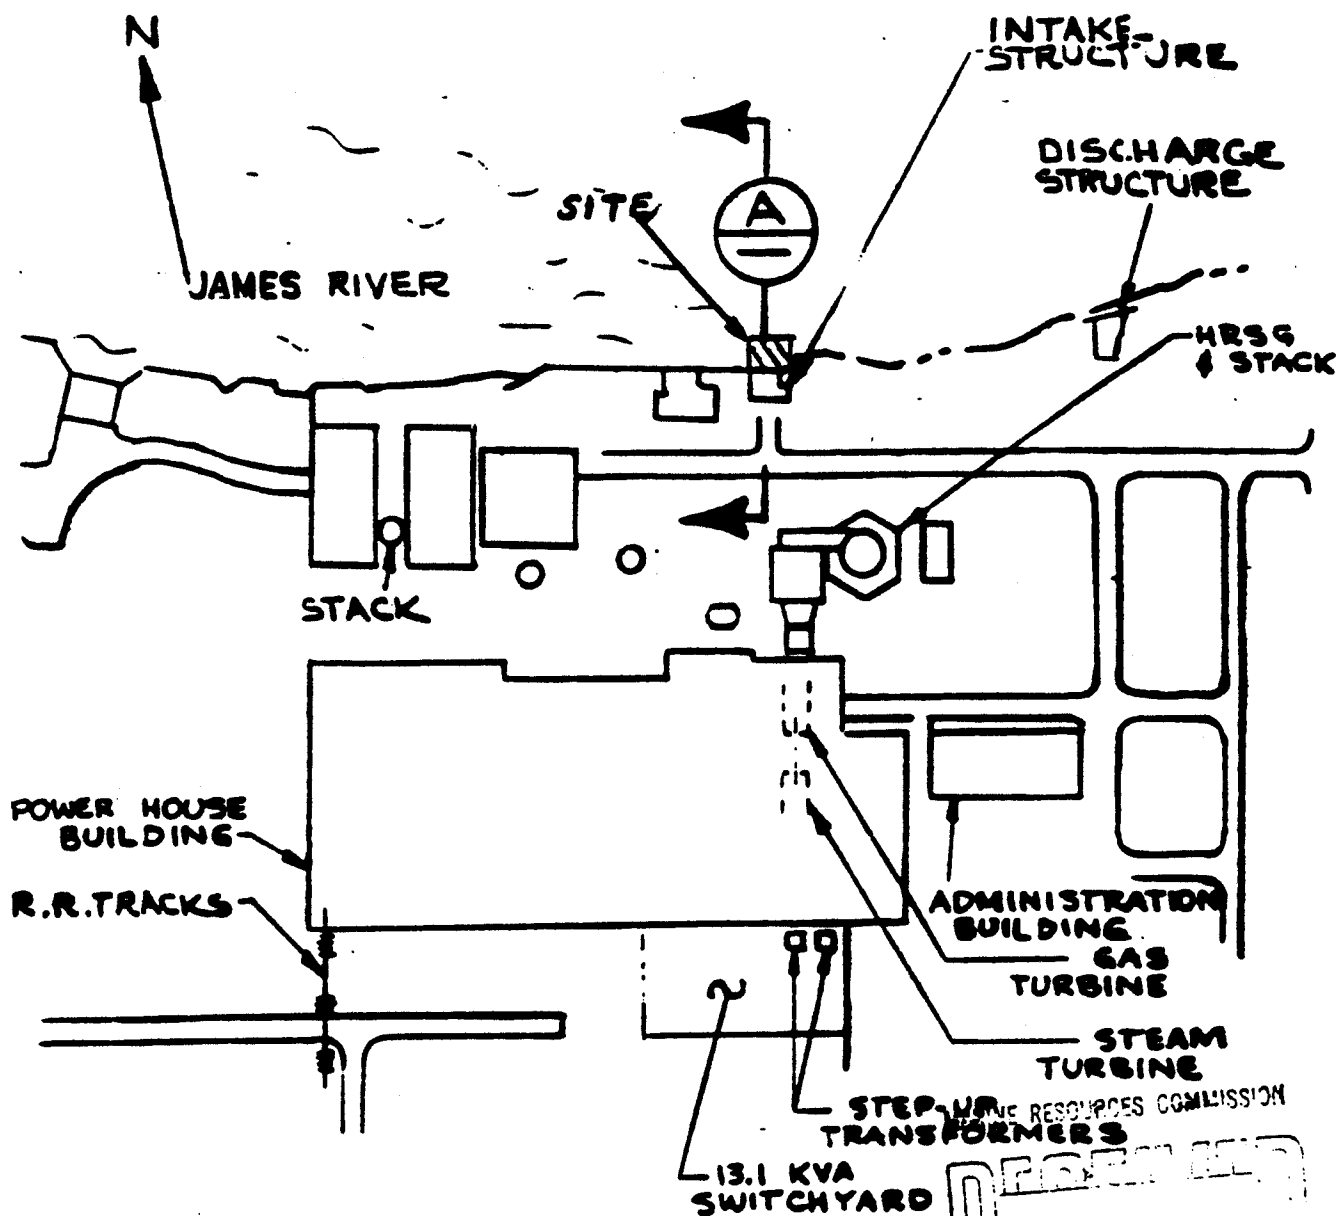 N
INTAKE
STRUCTURE
DISCHARGE
STRUCTURE
SITE
A
JAMES RIVER
HRSG
& STACK
STACK
POWER HOUSE
BUILDING
R.R.TRACKS
ADMINISTRATION
BUILDING
GAS
TURBINE
STEAM
TURBINE
STEP-UP
TRANSFORMERS
RESOURCES COMMISSION
13.1 KVA
SWITCHYARD